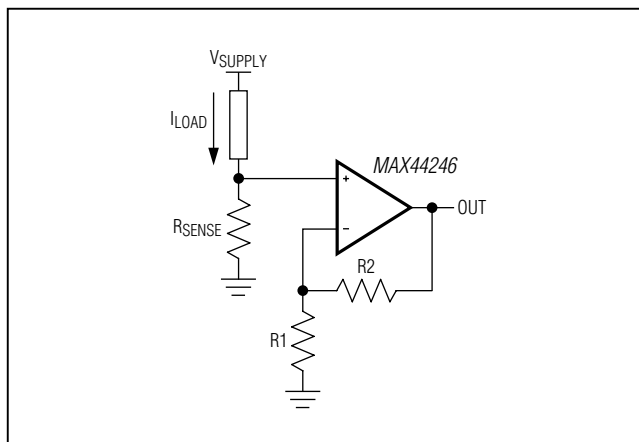 VSUPPLY
ILOAD
MAX44246
+
OUT
RSENSE
−
R2
R1